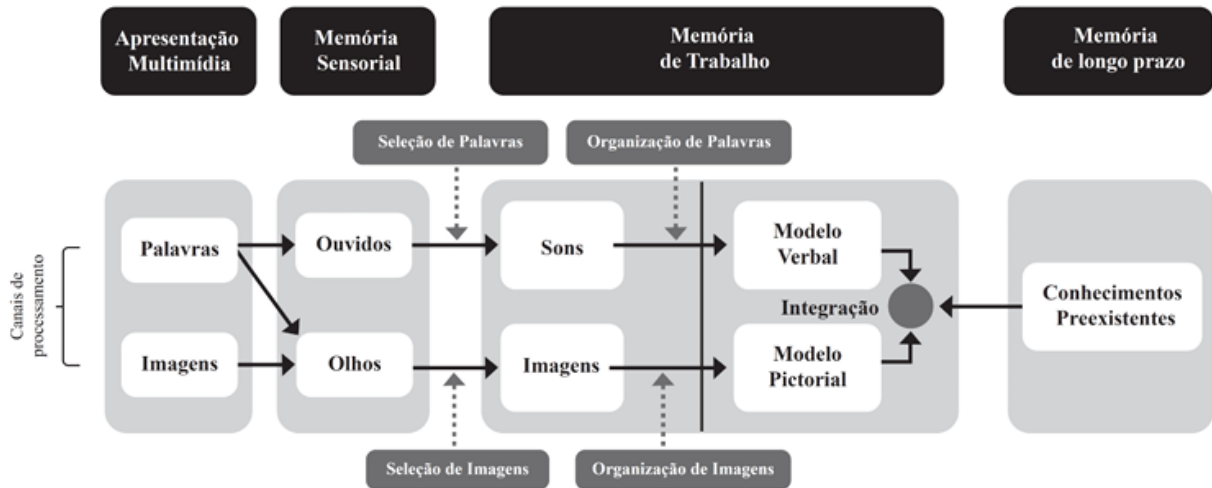 Apresentação
Multimídia
Memória
Sensorial
Memória
de Trabalho
Memória
de longo prazo
Seleção de Palavras
Organização de Palavras
Canais de
processamento
Palavras
Ouvidos
Sons
Modelo
Verbal
Integração
Conhecimentos
Preexistentes
Imagens
Olhos
Imagens
Modelo
Pictorial
Seleção de Imagens
Organização de Imagens